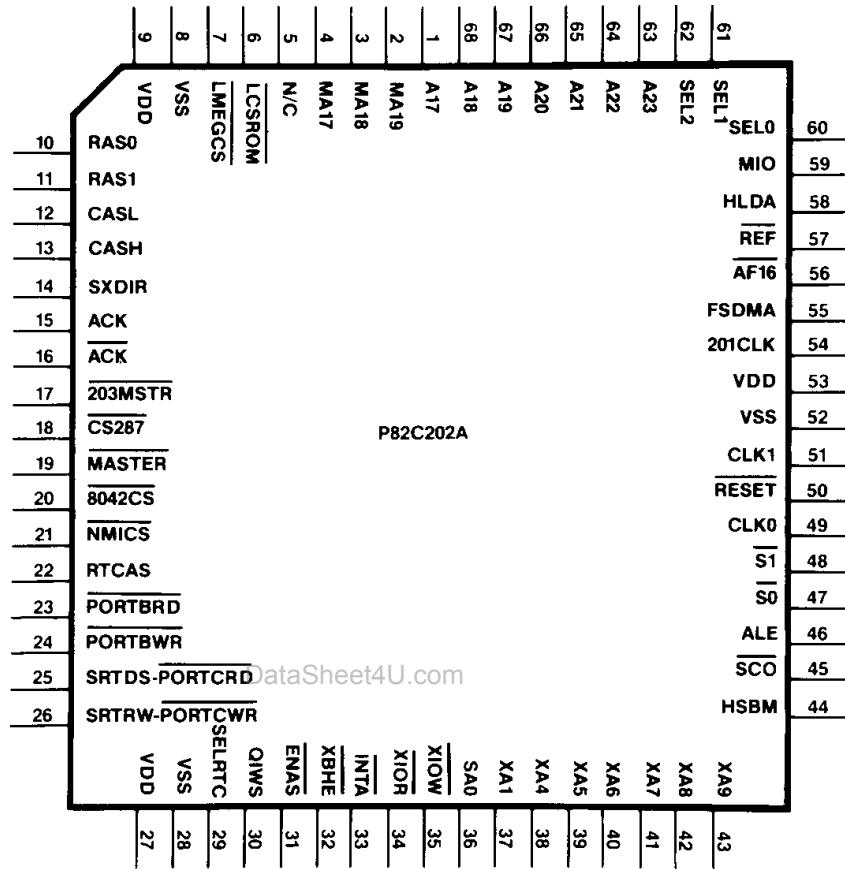 9 8 7 6 5 4 3 2 1 68 67 66 65 64 63 62 61
VDD VSS LMEGCS LCSROM N/C MA17 MA18 MA19 A17 A18 A19 A20 A21 A22 A23 SEL2 SEL1
10 RAS0
11 RAS1
12 CASL
13 CASH
14 SXDIR
15 ACK
16 ACK
17 203MSTR
18 CS287
19 MASTER
20 8042CS
21 NMICS
22 RTCAS
23 PORTBRD
24 PORTBWR
25 SRTDS-PORTCRD
26 SRTRW-PORTCWR
P82C202A
DataSheet4U.com
SEL0 60
MIO 59
HLDA 58
REF 57
AF16 56
FSDMA 55
201CLK 54
VDD 53
VSS 52
CLK1 51
RESET 50
CLK0 49
S1 48
S0 47
ALE 46
SCO 45
HSBM 44
VDD VSS SELRTC QIWS ENAS XBHE INTA XIOR XIOW SA0 XA1 XA4 XA5 XA6 XA7 XA8 XA9
27 28 29 30 31 32 33 34 35 36 37 38 39 40 41 42 43